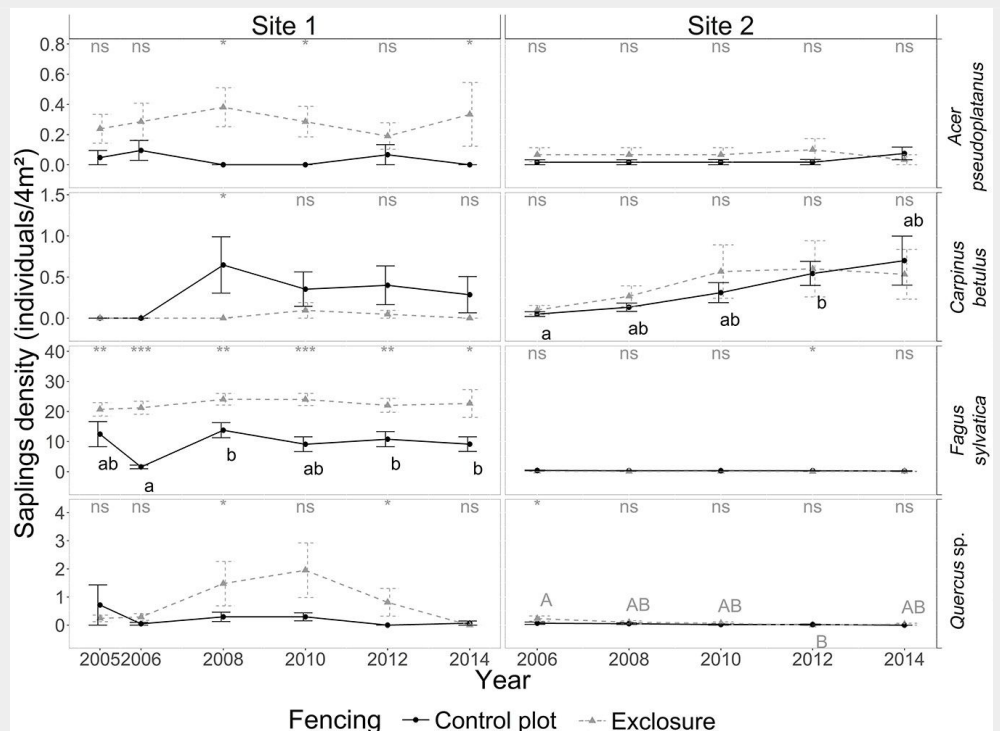 Site 1 Site 2
ns ns * * ns * ns ns ns ns ns
0.8
0.6
0.4
0.2
0.0
Acer
pseudoplatanus
* ns ns ns ns ns ns ns ns
1.5
1.0
0.5
0.0
a ab ab b ab
Carpinus
betulus
** *** ** *** ** * ns ns ns * ns
40
30
20
10
0
ab a b ab b b
Fagus
sylvatica
ns ns * ns * ns * ns ns ns ns
4
3
2
1
0
A AB AB B AB
Quercus sp.
2005 2006 2008 2010 2012 2014 2006 2008 2010 2012 2014
Saplings density (individuals/4m²)
Year
Fencing Control plot Exclosure